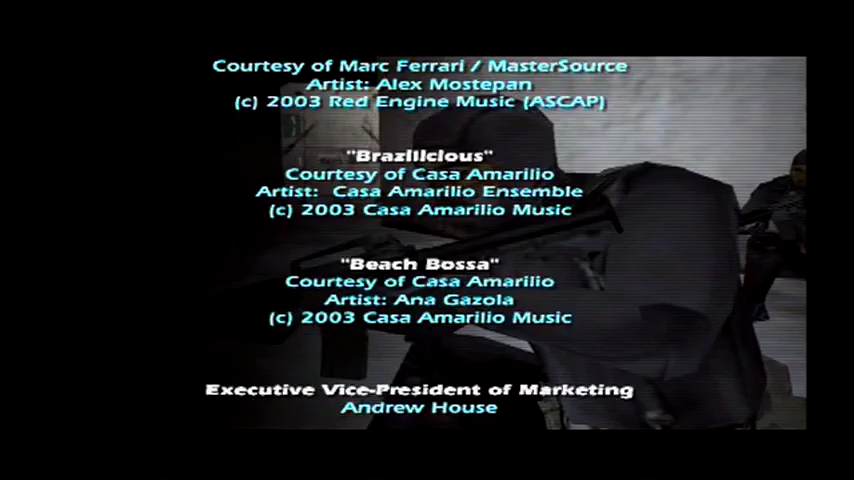 Courtesy of Marc Ferrari / MasterSource
Artist: Alex Mostepan
(c) 2003 Red Engine Music (ASCAP)
"Brazilicious"
Courtesy of Casa Amarilio
Artist: Casa Amarilio Ensemble
(c) 2003 Casa Amarilio Music
"Beach Bossa"
Courtesy of Casa Amarilio
Artist: Ana Gazola
(c) 2003 Casa Amarilio Music
Executive Vice-President of Marketing
Andrew House